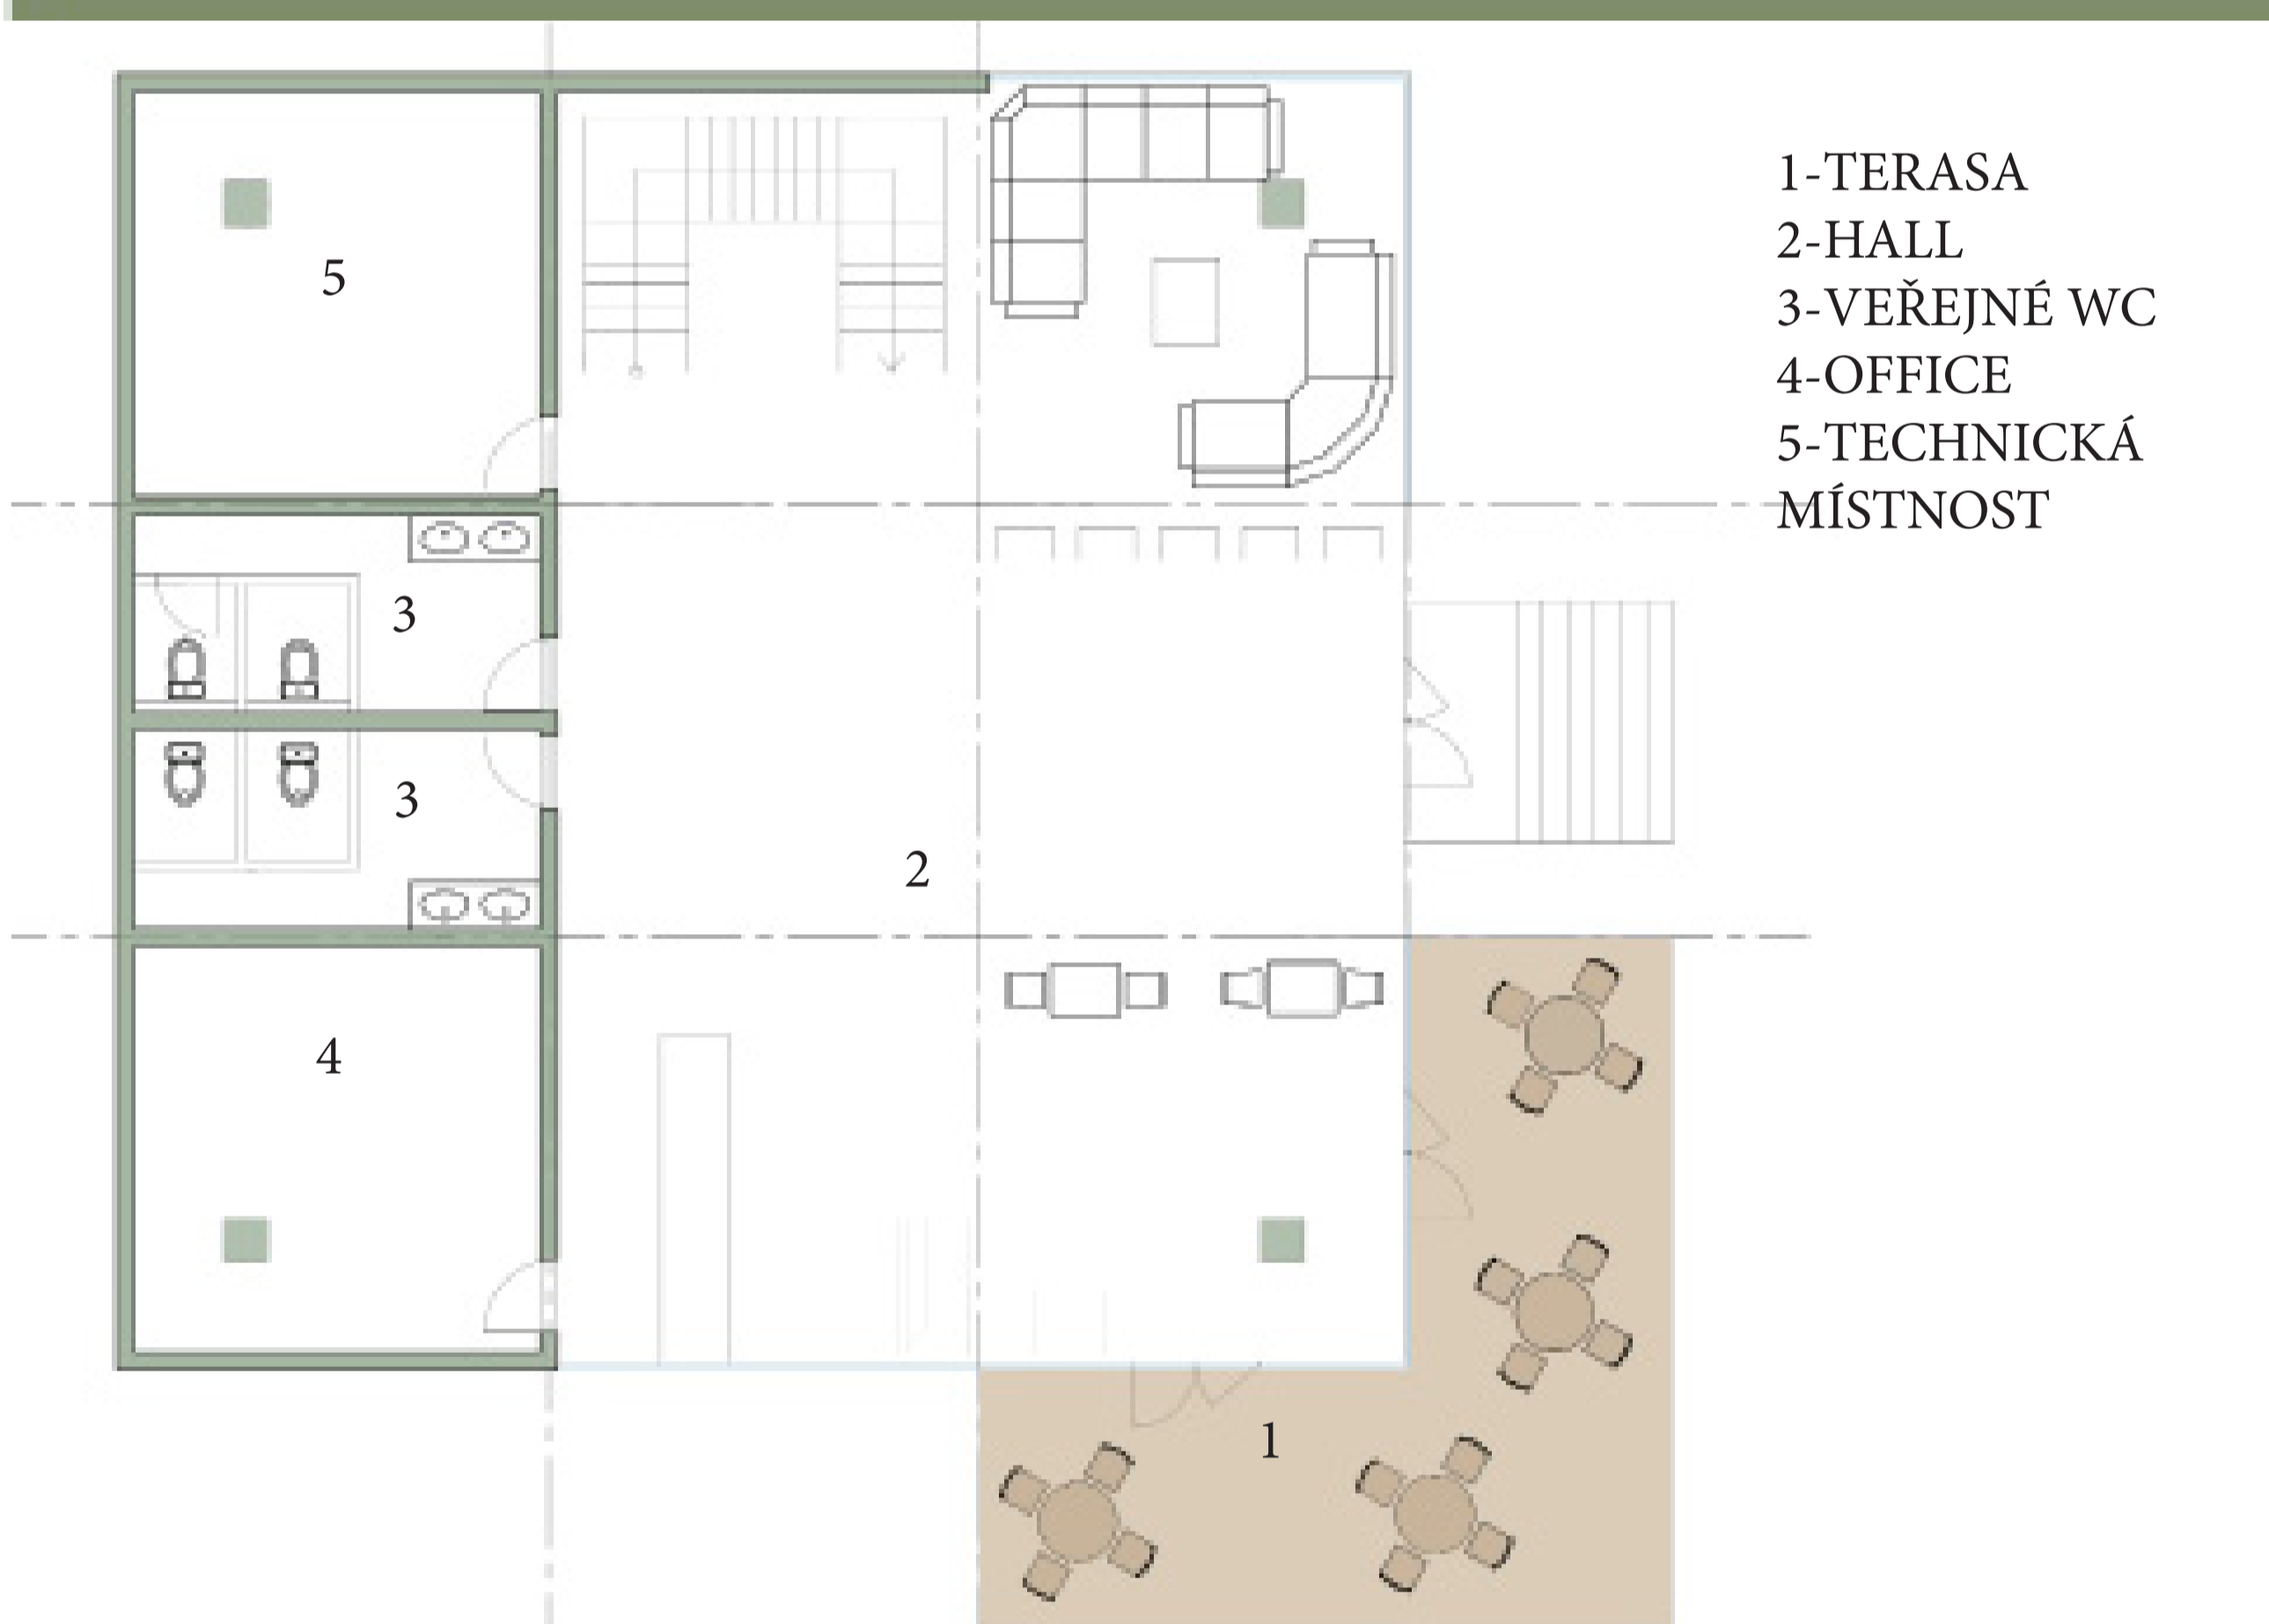 1-TERASA
2-HALL
3-VEŘEJNÉ WC
4-OFFICE
5-TECHNICKÁ
MÍSTNOST
5
3
3
2
4
1